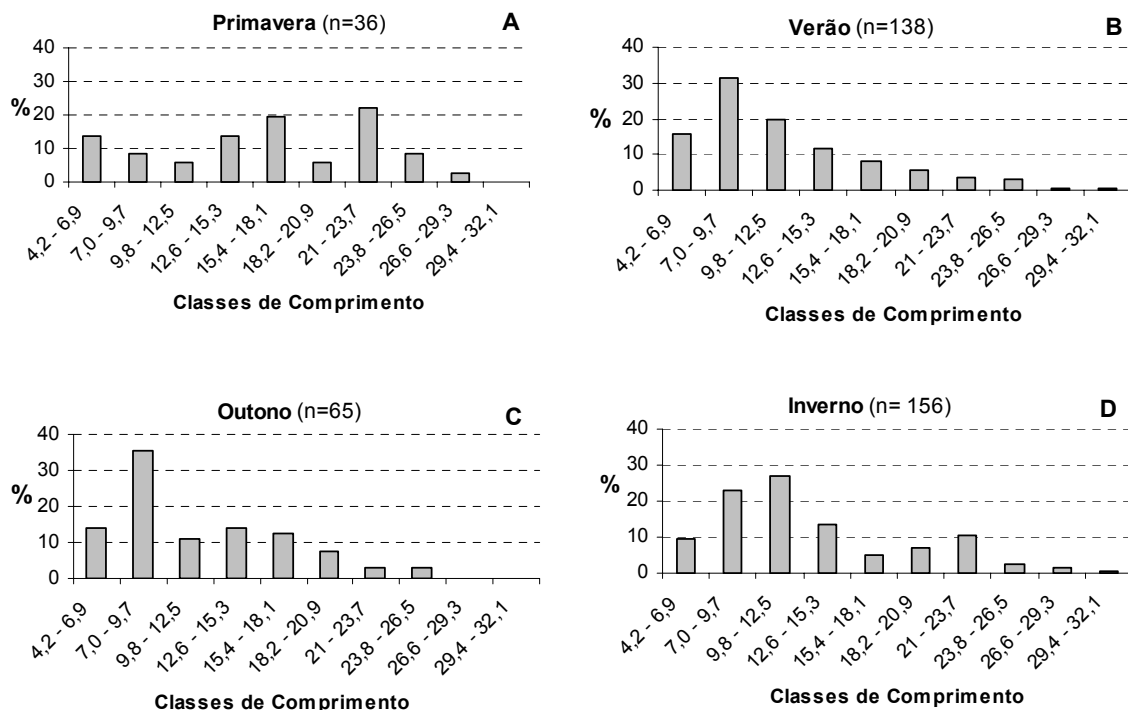 Primavera (n=36)
A
40
30
%
20
10
0
4,2 - 6,9
7,0 - 9,7
9,8 - 12,5
12,6 - 15,3
15,4 - 18,1
18,2 - 20,9
21 - 23,7
23,8 - 26,5
26,6 - 29,3
29,4 - 32,1
Classes de Comprimento
Verão (n=138)
B
40
30
%
20
10
0
4,2 - 6,9
7,0 - 9,7
9,8 - 12,5
12,6 - 15,3
15,4 - 18,1
18,2 - 20,9
21 - 23,7
23,8 - 26,5
26,6 - 29,3
29,4 - 32,1
Classes de Comprimento
Outono (n=65)
C
40
30
%
20
10
0
4,2 - 6,9
7,0 - 9,7
9,8 - 12,5
12,6 - 15,3
15,4 - 18,1
18,2 - 20,9
21 - 23,7
23,8 - 26,5
26,6 - 29,3
29,4 - 32,1
Classes de Comprimento
Inverno (n= 156)
D
40
30
%
20
10
0
4,2 - 6,9
7,0 - 9,7
9,8 - 12,5
12,6 - 15,3
15,4 - 18,1
18,2 - 20,9
21 - 23,7
23,8 - 26,5
26,6 - 29,3
29,4 - 32,1
Classes de Comprimento